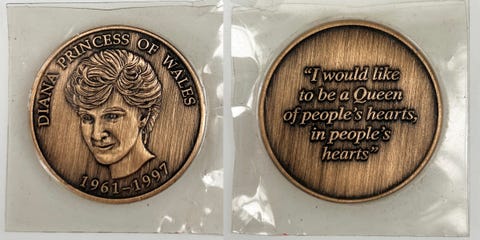 DIANA PRINCESS OF WALES
1961-1997
"I would like
to be a Queen
of people's hearts,
in people's
hearts"